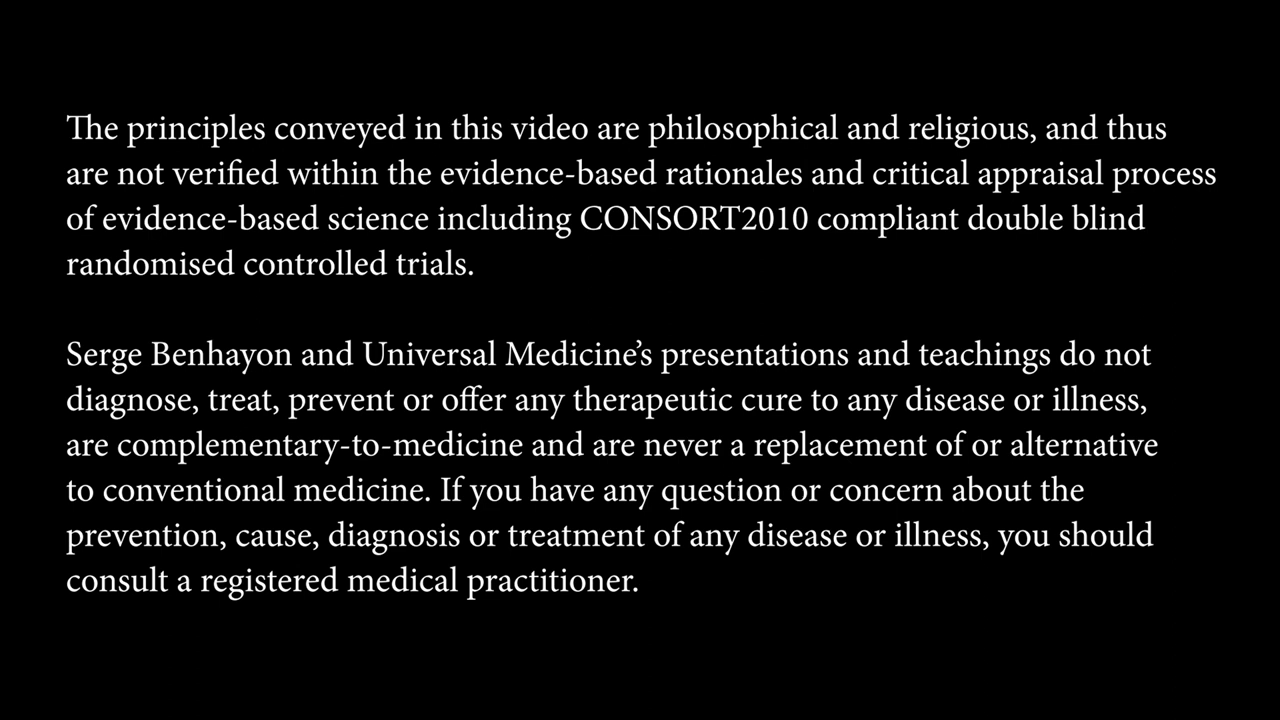 The principles conveyed in this video are philosophical and religious, and thus
are not verified within the evidence-based rationales and critical appraisal process
of evidence-based science including CONSORT2010 compliant double blind
randomised controlled trials.
Serge Benhayon and Universal Medicine’s presentations and teachings do not
diagnose, treat, prevent or offer any therapeutic cure to any disease or illness,
are complementary-to-medicine and are never a replacement of or alternative
to conventional medicine. If you have any question or concern about the
prevention, cause, diagnosis or treatment of any disease or illness, you should
consult a registered medical practitioner.